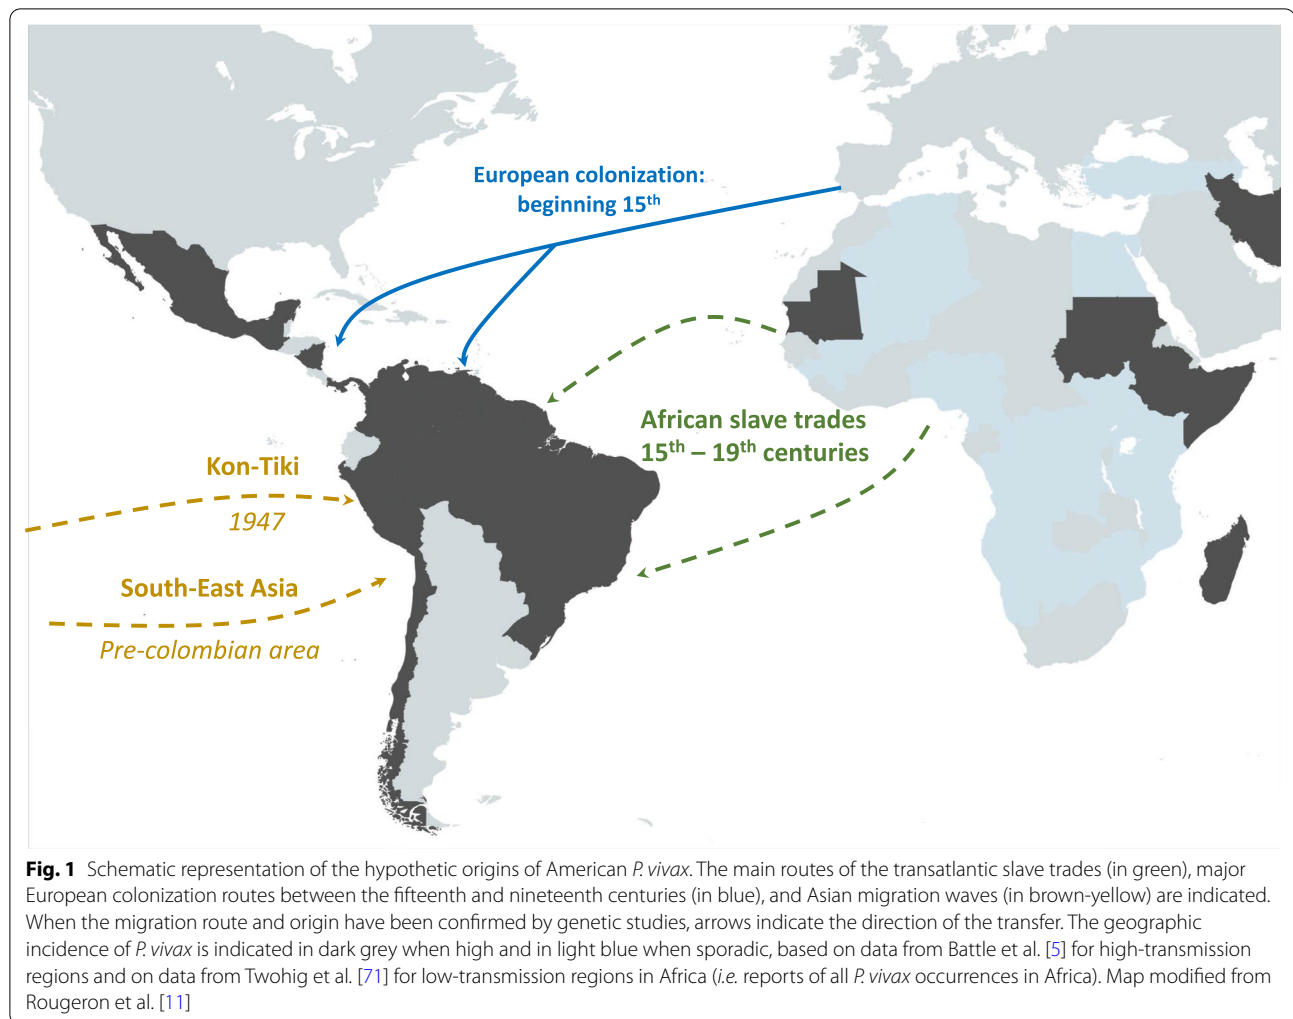 European colonization:
beginning 15th
African slave trades
15th – 19th centuries
Kon-Tiki
1947
South-East Asia
Pre-colombian area
Fig. 1 Schematic representation of the hypothetic origins of American P. vivax. The main routes of the transatlantic slave trades (in green), major
European colonization routes between the fifteenth and nineteenth centuries (in blue), and Asian migration waves (in brown-yellow) are indicated.
When the migration route and origin have been confirmed by genetic studies, arrows indicate the direction of the transfer. The geographic
incidence of P. vivax is indicated in dark grey when high and in light blue when sporadic, based on data from Battle et al. [5] for high-transmission
regions and on data from Twohig et al. [71] for low-transmission regions in Africa (i.e. reports of all P. vivax occurrences in Africa). Map modified from
Rougeron et al. [11]